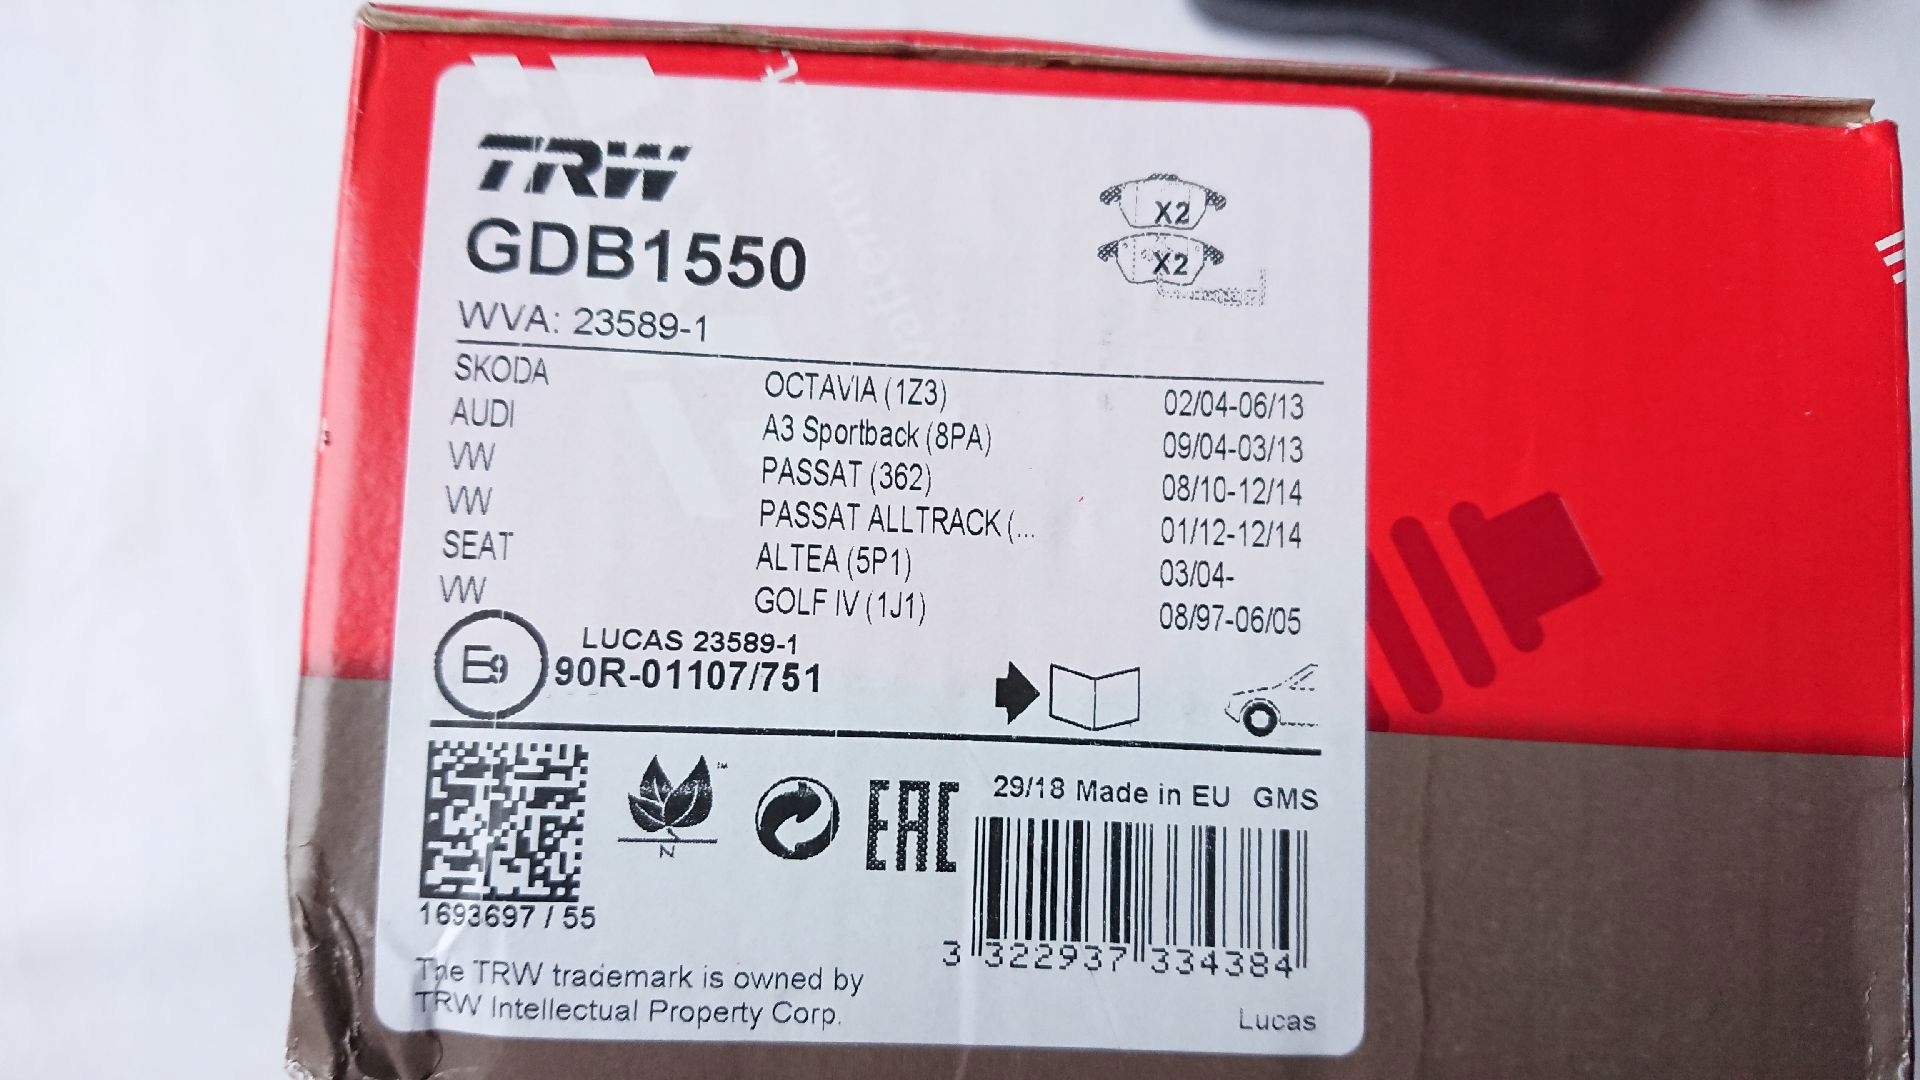 TRW
GDB1550
WVA: 23589-1
X2
X2
SKODA OCTAVIA (1Z3) 02/04-06/13
AUDI A3 Sportback (8PA) 09/04-03/13
VW PASSAT (362) 08/10-12/14
VW PASSAT ALLTRACK (... 01/12-12/14
SEAT ALTEA (5P1) 03/04-
VW GOLF IV (1J1) 08/97-06/05
E9
LUCAS 23589-1
90R-01107/751
™
N
EAC
29/18 Made in EU GMS
1693697 / 55
3 322937 334384
The TRW trademark is owned by
TRW Intellectual Property Corp.
Lucas